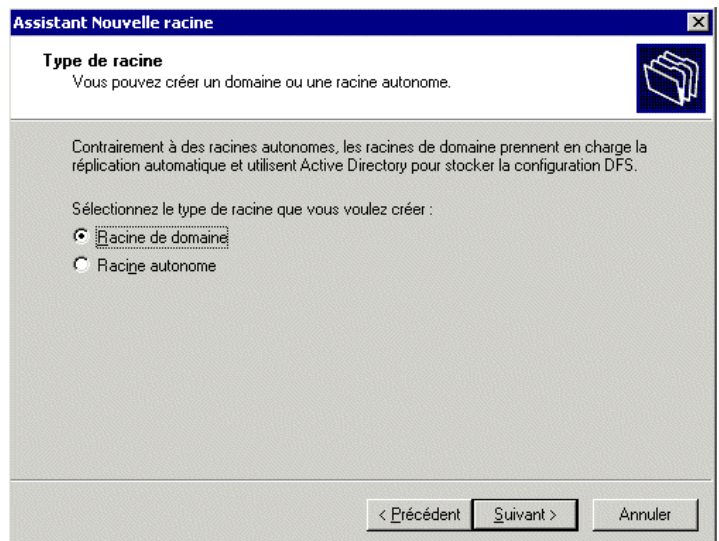 Assistant Nouvelle racine
Type de racine
Vous pouvez créer un domaine ou une racine autonome.
Contrairement à des racines autonomes, les racines de domaine prennent en charge la
réplication automatique et utilisent Active Directory pour stocker la configuration DFS.
Sélectionnez le type de racine que vous voulez créer :
Racine de domaine
Racine autonome
< Précédent Suivant > Annuler